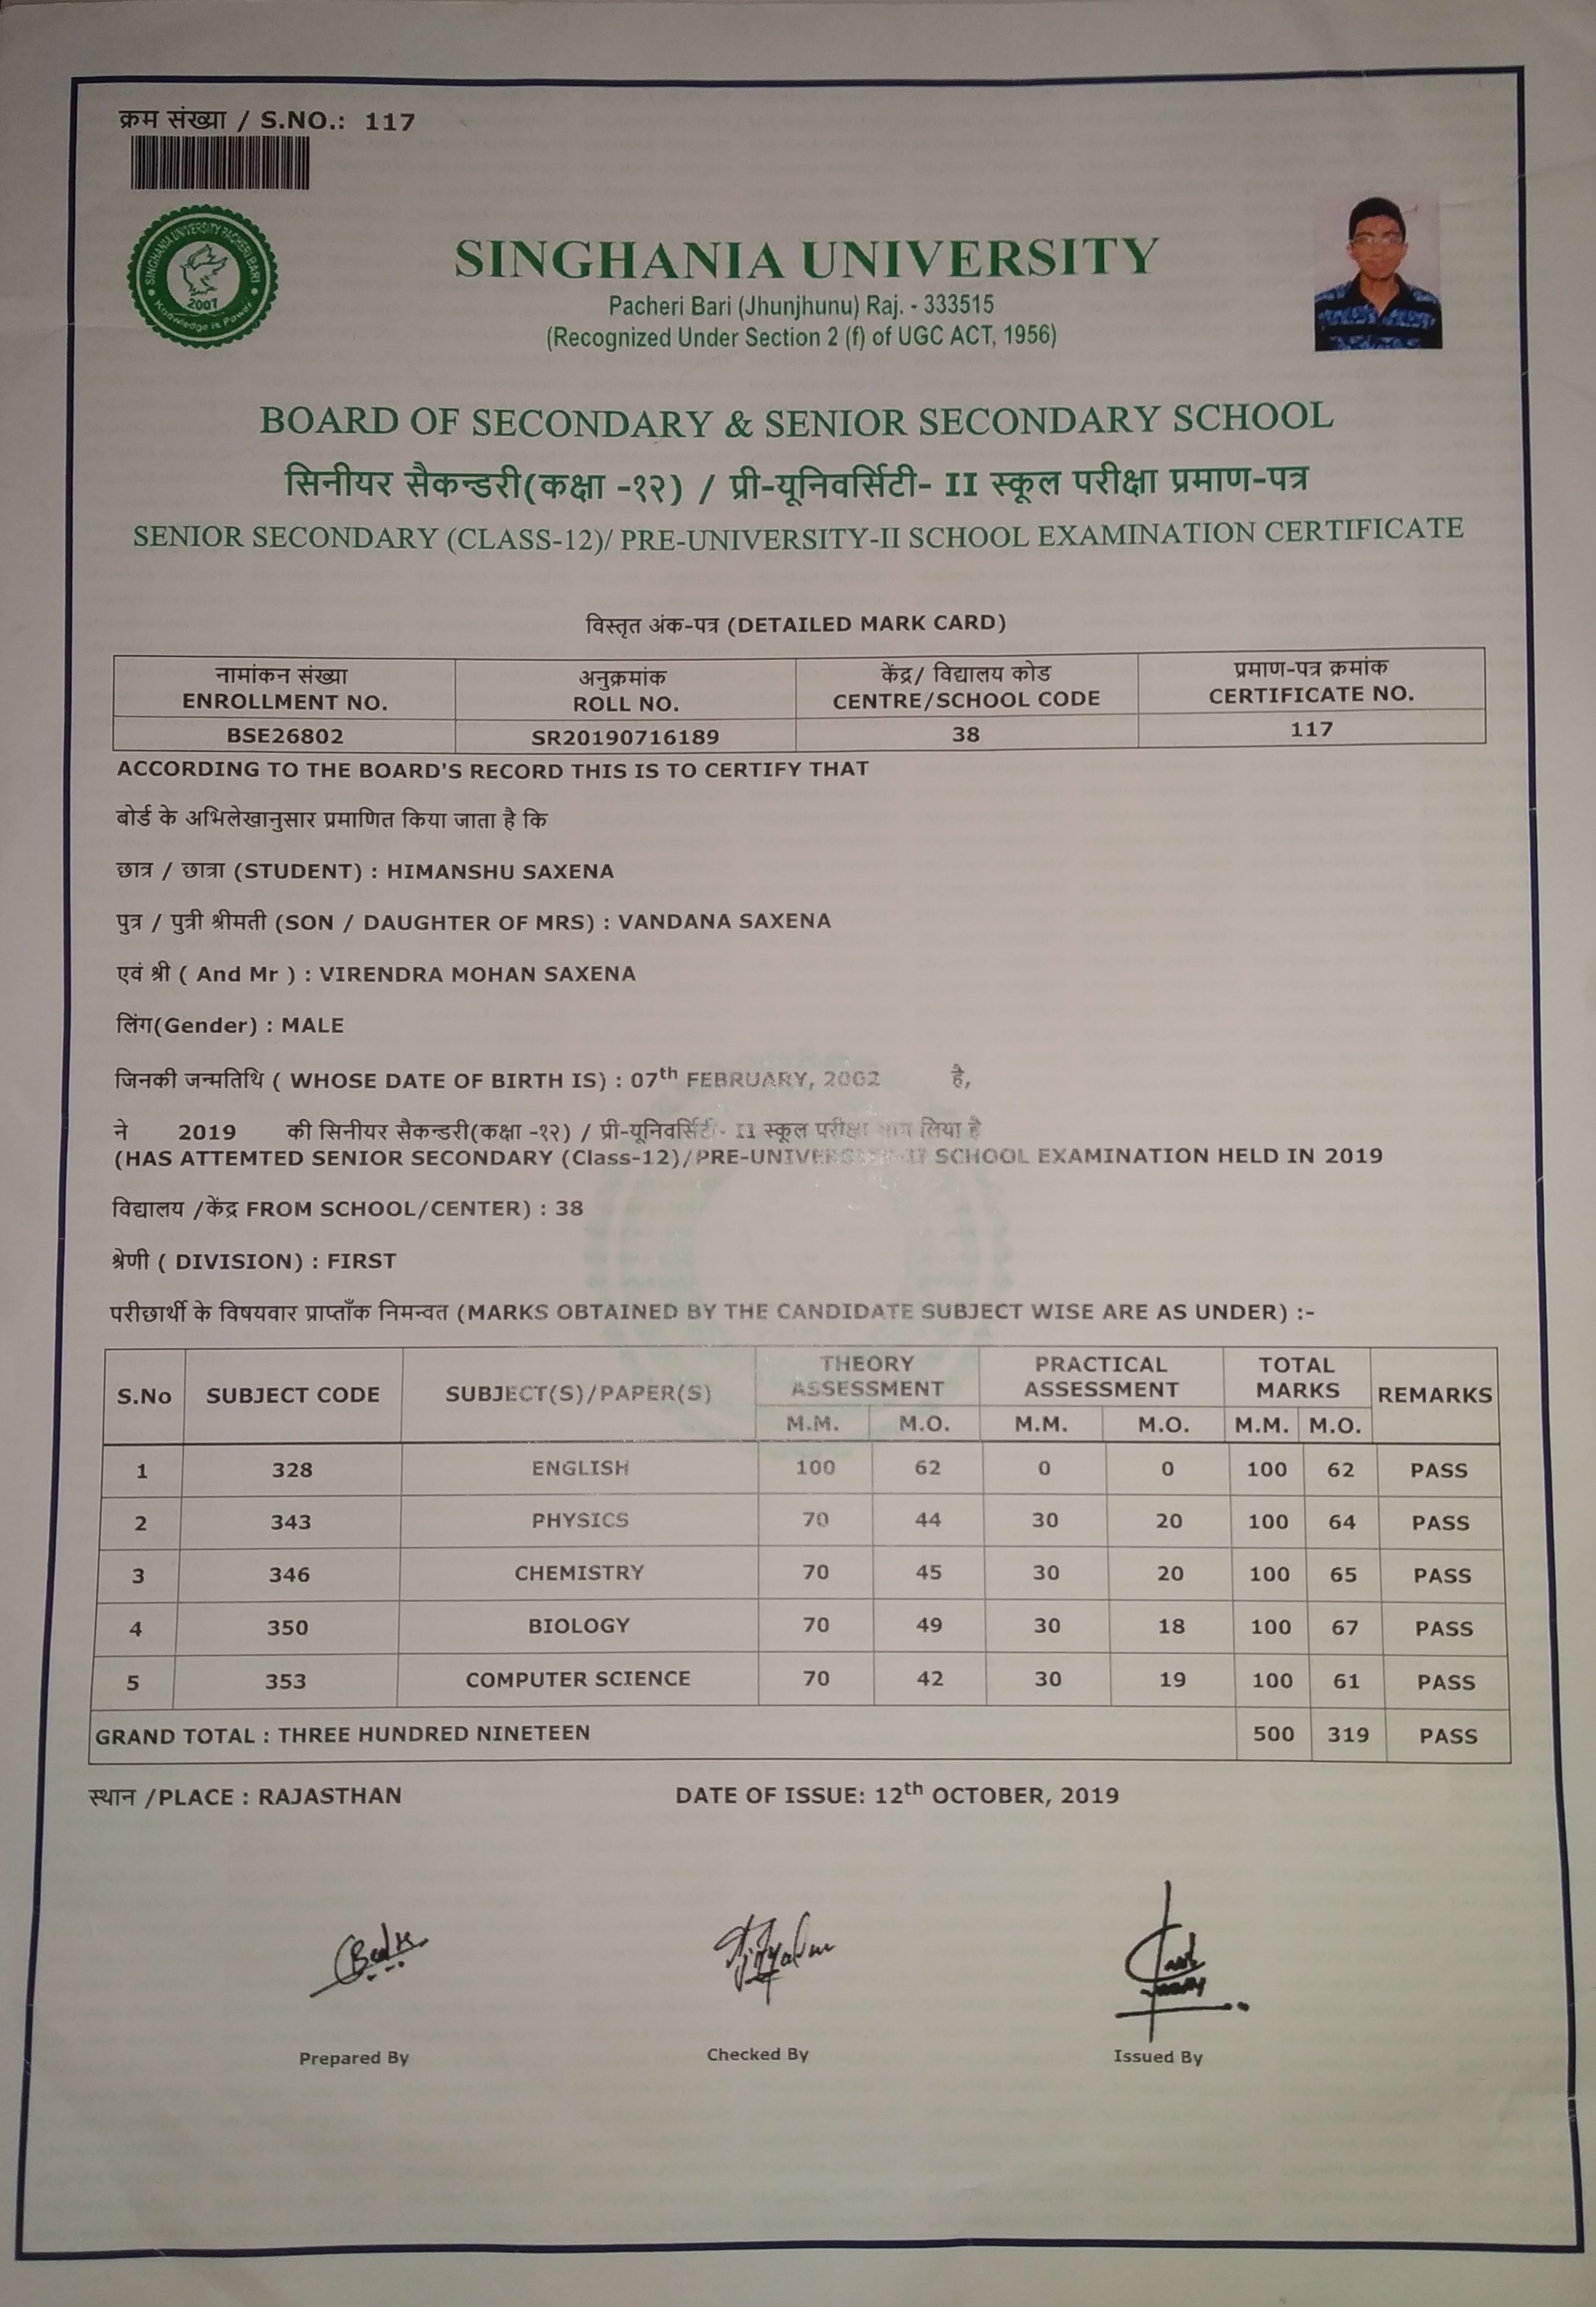 क्रम संख्या / S.NO.: 117
SINGHANIA UNIVERSITY PACHERI BARI
2007
Knowledge is Power
SINGHANIA UNIVERSITY
Pacheri Bari (Jhunjhunu) Raj. - 333515
(Recognized Under Section 2 (f) of UGC ACT, 1956)
BOARD OF SECONDARY & SENIOR SECONDARY SCHOOL
सिनीयर सैकन्डरी(कक्षा -१२) / प्री-यूनिवर्सिटी- II स्कूल परीक्षा प्रमाण-पत्र
SENIOR SECONDARY (CLASS-12)/ PRE-UNIVERSITY-II SCHOOL EXAMINATION CERTIFICATE
विस्तृत अंक-पत्र (DETAILED MARK CARD)
नामांकन संख्या अनुक्रमांक केंद्र/ विद्यालय कोड प्रमाण-पत्र क्रमांक
ENROLLMENT NO. ROLL NO. CENTRE/SCHOOL CODE CERTIFICATE NO.
BSE26802 SR20190716189 38 117
ACCORDING TO THE BOARD'S RECORD THIS IS TO CERTIFY THAT
बोर्ड के अभिलेखानुसार प्रमाणित किया जाता है कि
छात्र / छात्रा (STUDENT) : HIMANSHU SAXENA
पुत्र / पुत्री श्रीमती (SON / DAUGHTER OF MRS) : VANDANA SAXENA
एवं श्री ( And Mr ) : VIRENDRA MOHAN SAXENA
लिंग(Gender) : MALE
जिनकी जन्मतिथि ( WHOSE DATE OF BIRTH IS) : 07th FEBRUARY, 2002 है,
ने 2019 की सिनीयर सैकन्डरी(कक्षा -१२) / प्री-यूनिवर्सिटी- II स्कूल परीक्षा भाग लिया है
(HAS ATTEMTED SENIOR SECONDARY (Class-12)/PRE-UNIVERSITY-II SCHOOL EXAMINATION HELD IN 2019
विद्यालय /केंद्र FROM SCHOOL/CENTER) : 38
श्रेणी ( DIVISION) : FIRST
परीछार्थी के विषयवार प्राप्ताँक निमन्वत (MARKS OBTAINED BY THE CANDIDATE SUBJECT WISE ARE AS UNDER) :-
S.No SUBJECT CODE SUBJECT(S)/PAPER(S) THEORY ASSESSMENT PRACTICAL ASSESSMENT TOTAL MARKS REMARKS
M.M. M.O. M.M. M.O. M.M. M.O.
1 328 ENGLISH 100 62 0 0 100 62 PASS
2 343 PHYSICS 70 44 30 20 100 64 PASS
3 346 CHEMISTRY 70 45 30 20 100 65 PASS
4 350 BIOLOGY 70 49 30 18 100 67 PASS
5 353 COMPUTER SCIENCE 70 42 30 19 100 61 PASS
GRAND TOTAL : THREE HUNDRED NINETEEN 500 319 PASS
स्थान /PLACE : RAJASTHAN DATE OF ISSUE: 12th OCTOBER, 2019
Prepared By Checked By Issued By